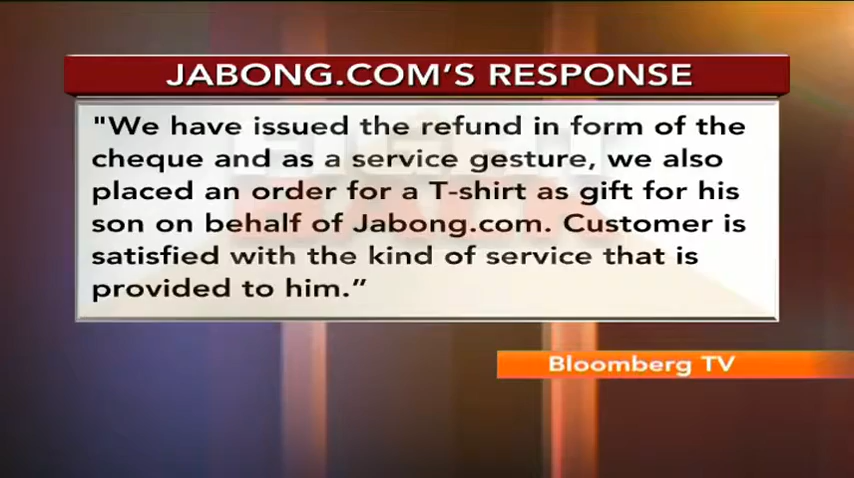 JABONG.COM'S RESPONSE
"We have issued the refund in form of the
cheque and as a service gesture, we also
placed an order for a T-shirt as gift for his
son on behalf of Jabong.com. Customer is
satisfied with the kind of service that is
provided to him.”
Bloomberg TV